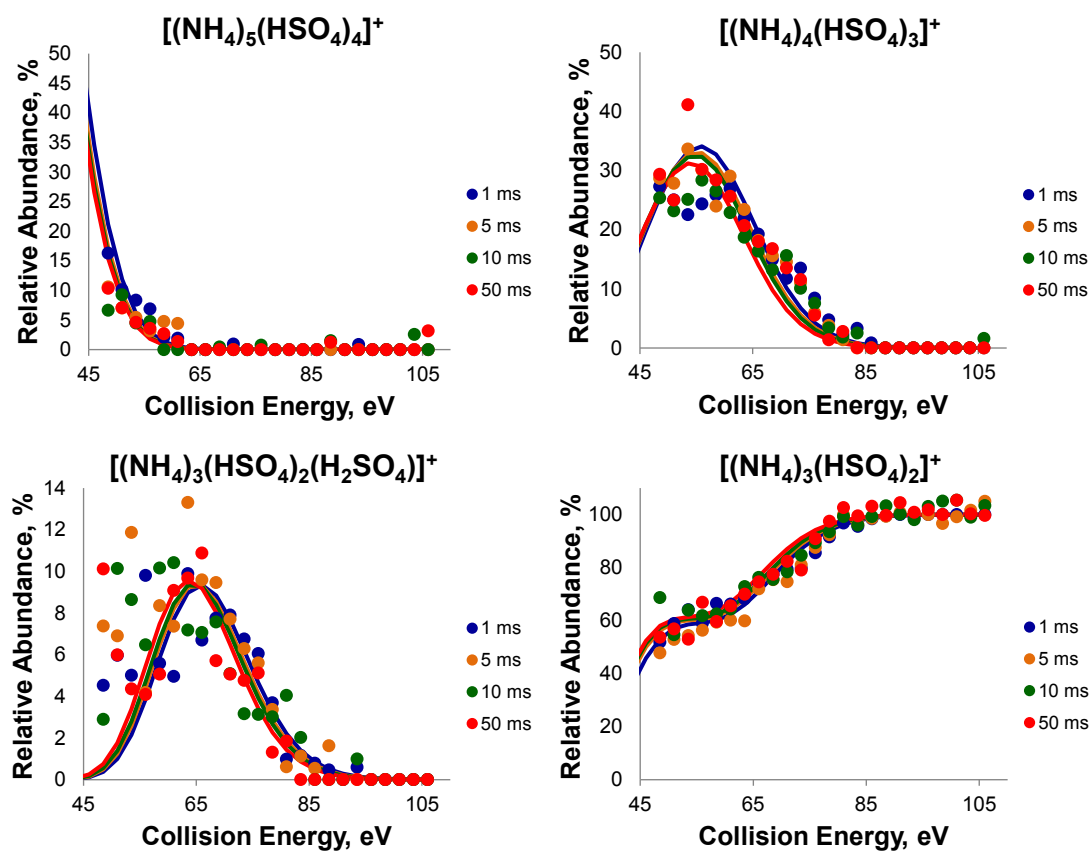 [(NH₄)₅(HSO₄)₄]⁺
Relative Abundance, %
50
45
40
35
30
25
20
15
10
5
0
45
65
85
105
Collision Energy, eV
1 ms
5 ms
10 ms
50 ms
[(NH₄)₄(HSO₄)₃]⁺
Relative Abundance, %
50
40
30
20
10
0
45
65
85
105
Collision Energy, eV
1 ms
5 ms
10 ms
50 ms
[(NH₄)₃(HSO₄)₂(H₂SO₄)]⁺
Relative Abundance, %
14
12
10
8
6
4
2
0
45
65
85
105
Collision Energy, eV
1 ms
5 ms
10 ms
50 ms
[(NH₄)₃(HSO₄)₂]⁺
Relative Abundance, %
100
80
60
40
20
0
45
65
85
105
Collision Energy, eV
1 ms
5 ms
10 ms
50 ms